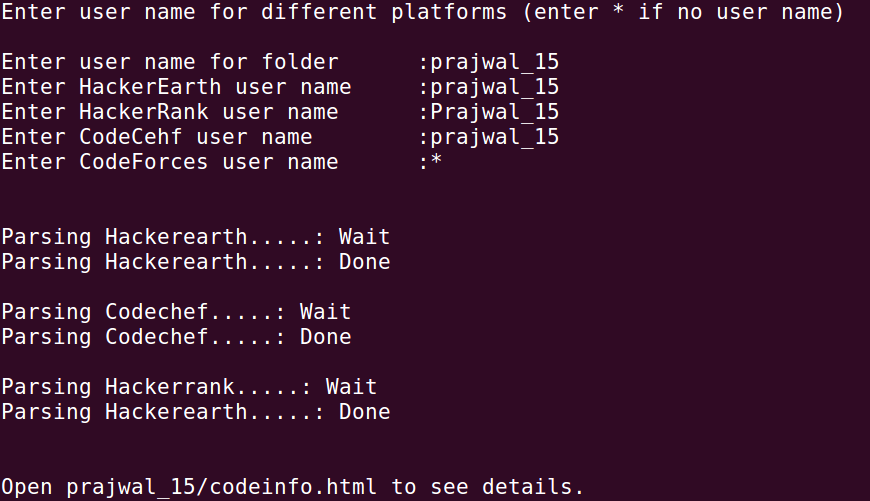 Enter user name for different platforms (enter * if no user name)
Enter user name for folder      :prajwal_15
Enter HackerEarth user name     :prajwal_15
Enter HackerRank user name      :Prajwal_15
Enter CodeCehf user name        :prajwal_15
Enter CodeForces user name      :*
Parsing Hackerearth.....: Wait
Parsing Hackerearth.....: Done
Parsing Codechef.....: Wait
Parsing Codechef.....: Done
Parsing Hackerrank.....: Wait
Parsing Hackerearth.....: Done
Open prajwal_15/codeinfo.html to see details.